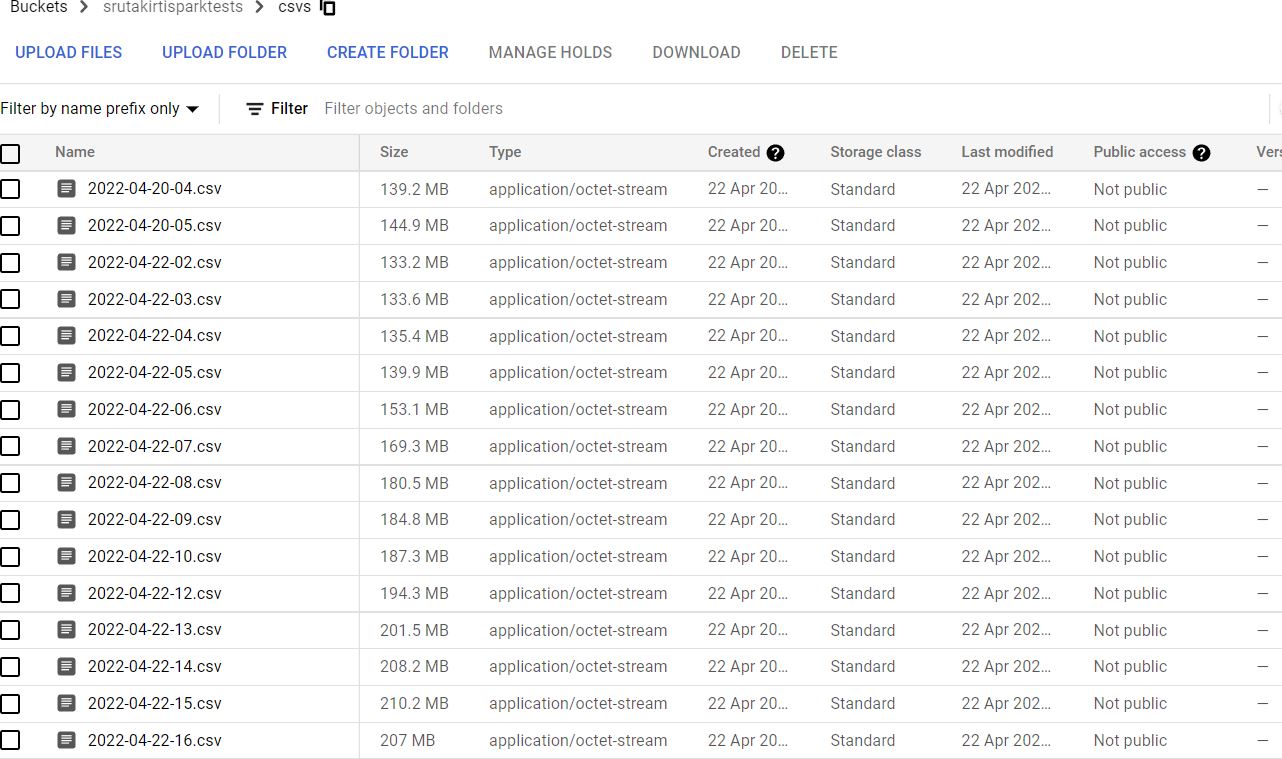 Buckets > srutakirtisparktests > csvs
UPLOAD FILES UPLOAD FOLDER CREATE FOLDER MANAGE HOLDS DOWNLOAD DELETE
Filter by name prefix only Filter Filter objects and folders
Name Size Type Created Storage class Last modified Public access Vers
2022-04-20-04.csv 139.2 MB application/octet-stream 22 Apr 20... Standard 22 Apr 202... Not public —
2022-04-20-05.csv 144.9 MB application/octet-stream 22 Apr 20... Standard 22 Apr 202... Not public —
2022-04-22-02.csv 133.2 MB application/octet-stream 22 Apr 20... Standard 22 Apr 202... Not public —
2022-04-22-03.csv 133.6 MB application/octet-stream 22 Apr 20... Standard 22 Apr 202... Not public —
2022-04-22-04.csv 135.4 MB application/octet-stream 22 Apr 20... Standard 22 Apr 202... Not public —
2022-04-22-05.csv 139.9 MB application/octet-stream 22 Apr 20... Standard 22 Apr 202... Not public —
2022-04-22-06.csv 153.1 MB application/octet-stream 22 Apr 20... Standard 22 Apr 202... Not public —
2022-04-22-07.csv 169.3 MB application/octet-stream 22 Apr 20... Standard 22 Apr 202... Not public —
2022-04-22-08.csv 180.5 MB application/octet-stream 22 Apr 20... Standard 22 Apr 202... Not public —
2022-04-22-09.csv 184.8 MB application/octet-stream 22 Apr 20... Standard 22 Apr 202... Not public —
2022-04-22-10.csv 187.3 MB application/octet-stream 22 Apr 20... Standard 22 Apr 202... Not public —
2022-04-22-12.csv 194.3 MB application/octet-stream 22 Apr 20... Standard 22 Apr 202... Not public —
2022-04-22-13.csv 201.5 MB application/octet-stream 22 Apr 20... Standard 22 Apr 202... Not public —
2022-04-22-14.csv 208.2 MB application/octet-stream 22 Apr 20... Standard 22 Apr 202... Not public —
2022-04-22-15.csv 210.2 MB application/octet-stream 22 Apr 20... Standard 22 Apr 202... Not public —
2022-04-22-16.csv 207 MB application/octet-stream 22 Apr 20... Standard 22 Apr 202... Not public —